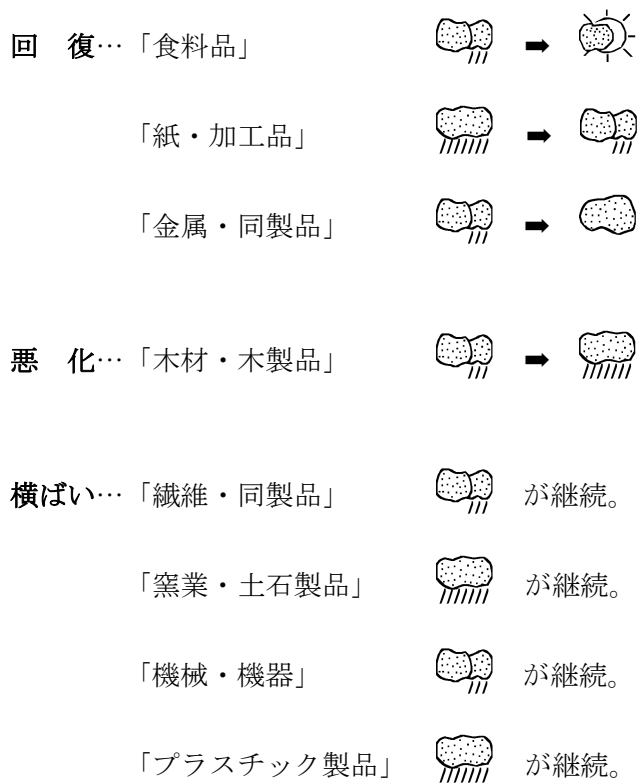 回　復…「食料品」 ➡
「紙・加工品」 ➡
「金属・同製品」 ➡
悪　化…「木材・木製品」 ➡
横ばい…「繊維・同製品」 が継続。
「窯業・土石製品」 が継続。
「機械・機器」 が継続。
「プラスチック製品」 が継続。